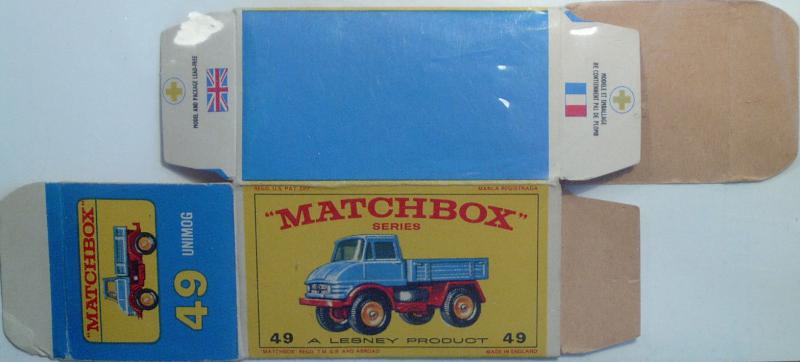 MODEL AND PACKAGE LEAD-FREE
MODELE ET EMBALLAGE
NE CONTIENNENT PAS DE PLOMB
"MATCHBOX"
49 UNIMOG
REGD. U.S. PAT. OFF.
MARCA REGISTRADA
"MATCHBOX"
SERIES
49 A LESNEY PRODUCT 49
"MATCHBOX" REGD. T.M. G.B. AND ABROAD
MADE IN ENGLAND